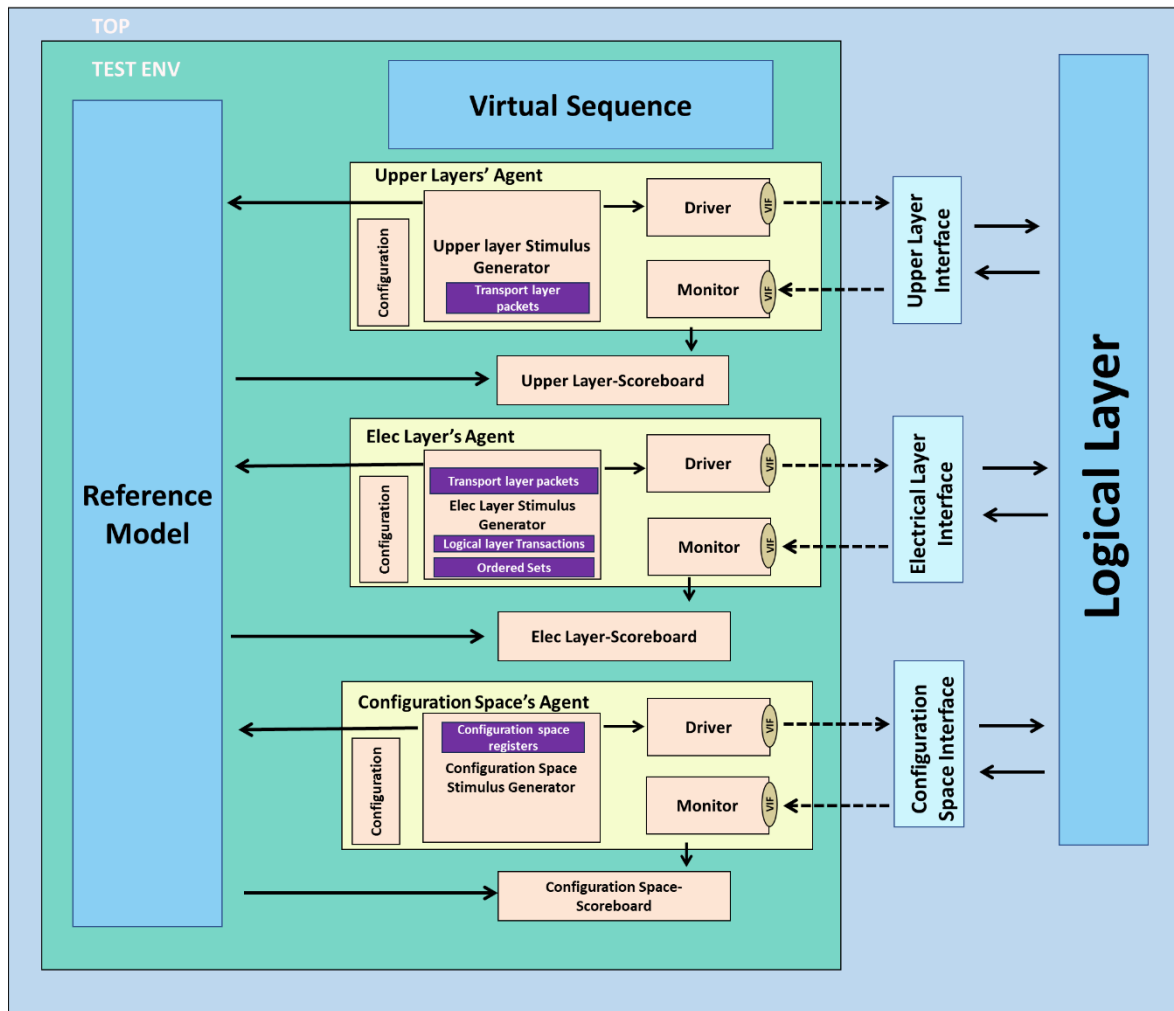 TOP
TEST ENV
Virtual Sequence
Reference
Model
Upper Layers' Agent
Configuration
Upper layer Stimulus
Generator
Transport layer
packets
Driver
VIF
Monitor
VIF
Upper Layer-Scoreboard
Elec Layer's Agent
Configuration
Transport layer packets
Elec Layer Stimulus
Generator
Logical layer Transactions
Ordered Sets
Driver
VIF
Monitor
VIF
Elec Layer-Scoreboard
Configuration Space's Agent
Configuration
Configuration space
registers
Configuration Space
Stimulus Generator
Driver
VIF
Monitor
VIF
Configuration Space-
Scoreboard
Upper Layer
Interface
Electrical Layer
Interface
Configuration
Space Interface
Logical Layer